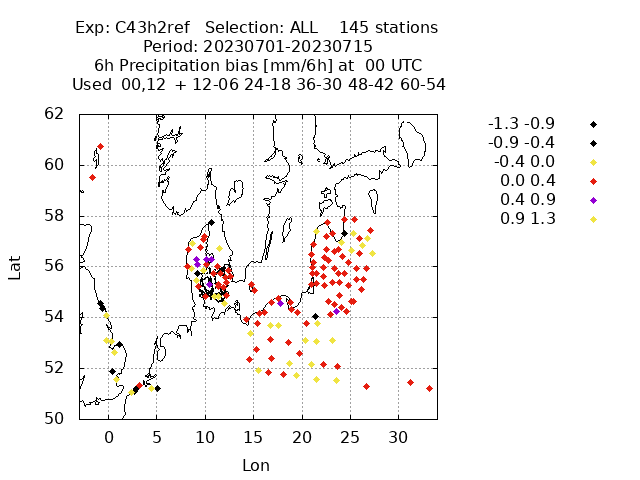 Exp: C43h2ref Selection: ALL 145 stations
Period: 20230701-20230715
6h Precipitation bias [mm/6h] at 00 UTC
Used 00,12 + 12-06 24-18 36-30 48-42 60-54
62
60
58
56
54
52
50
Lat
0 5 10 15 20 25 30
Lon
-1.3 -0.9
-0.9 -0.4
-0.4 0.0
0.0 0.4
0.4 0.9
0.9 1.3